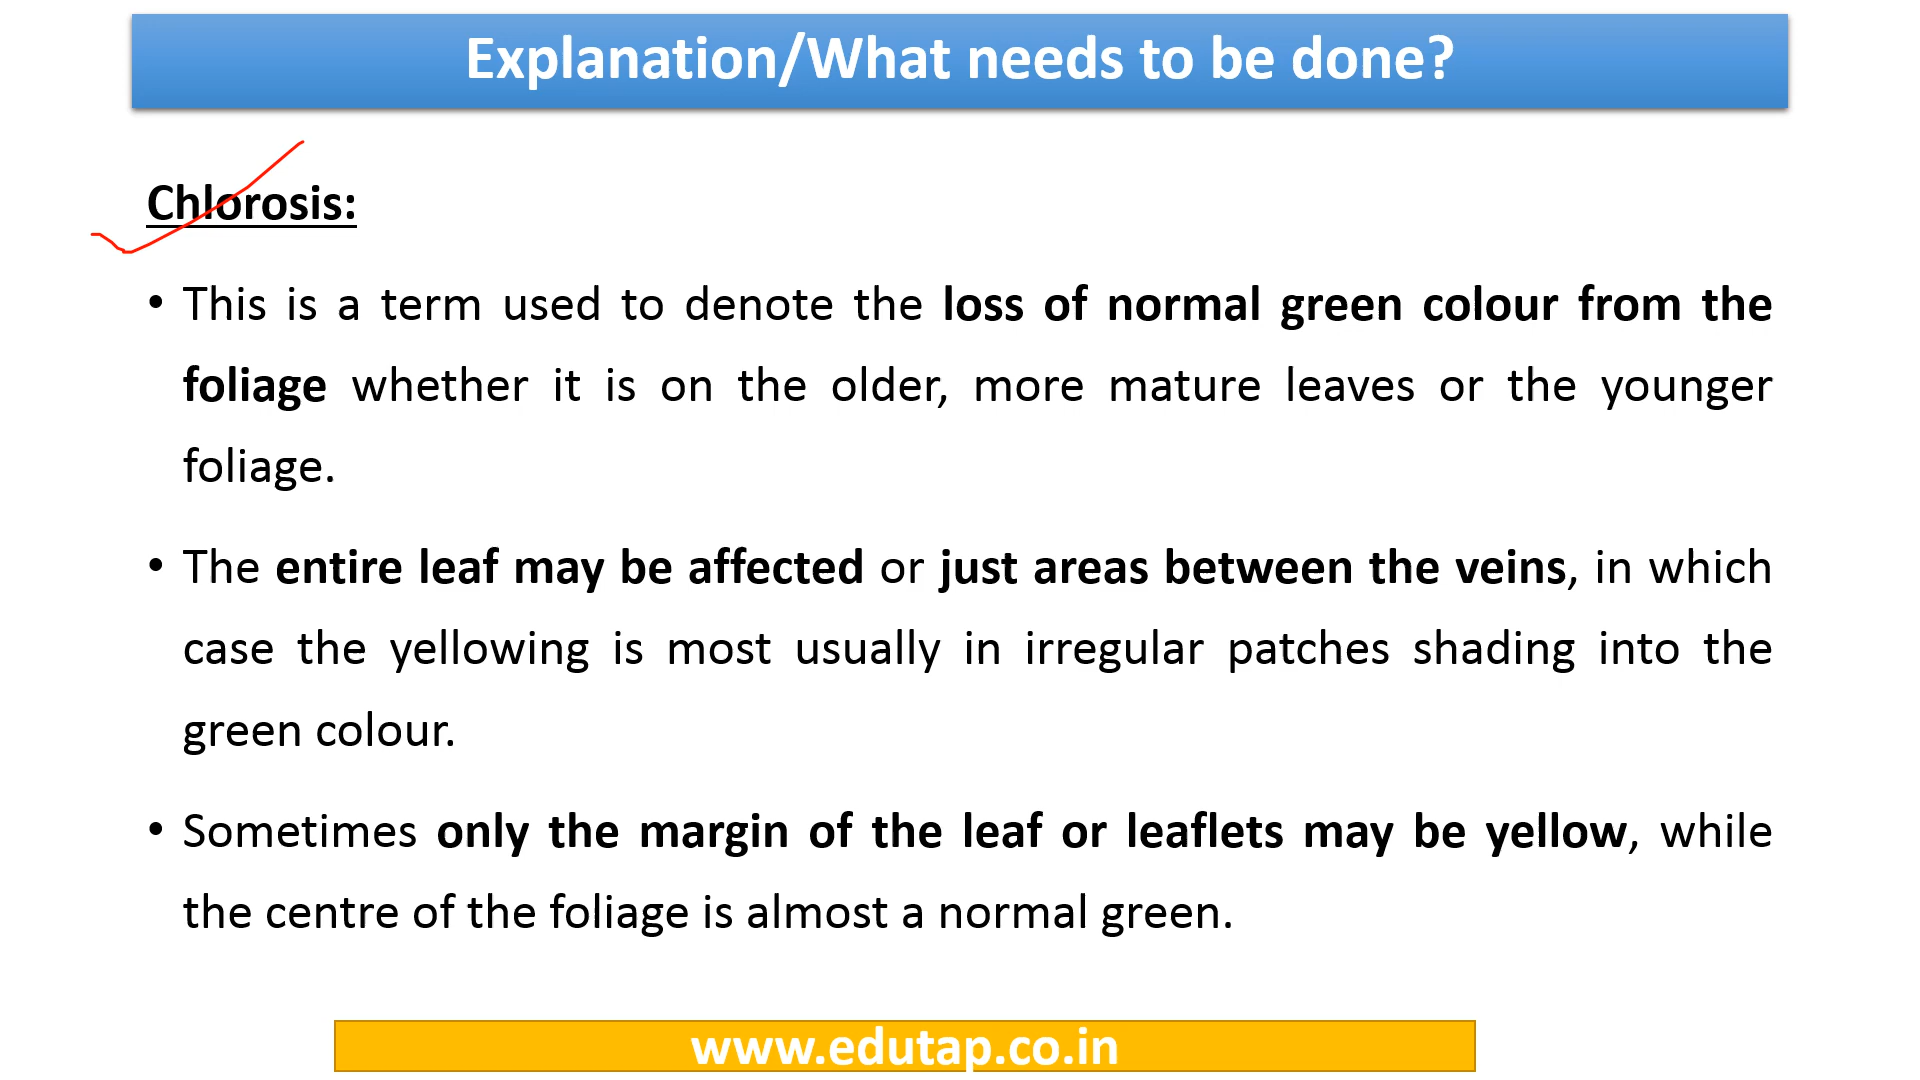 Explanation/What needs to be done?
Chlorosis:
• This is a term used to denote the loss of normal green colour from the
foliage whether it is on the older, more mature leaves or the younger
foliage.
• The entire leaf may be affected or just areas between the veins, in which
case the yellowing is most usually in irregular patches shading into the
green colour.
• Sometimes only the margin of the leaf or leaflets may be yellow, while
the centre of the foliage is almost a normal green.
www.edutap.co.in